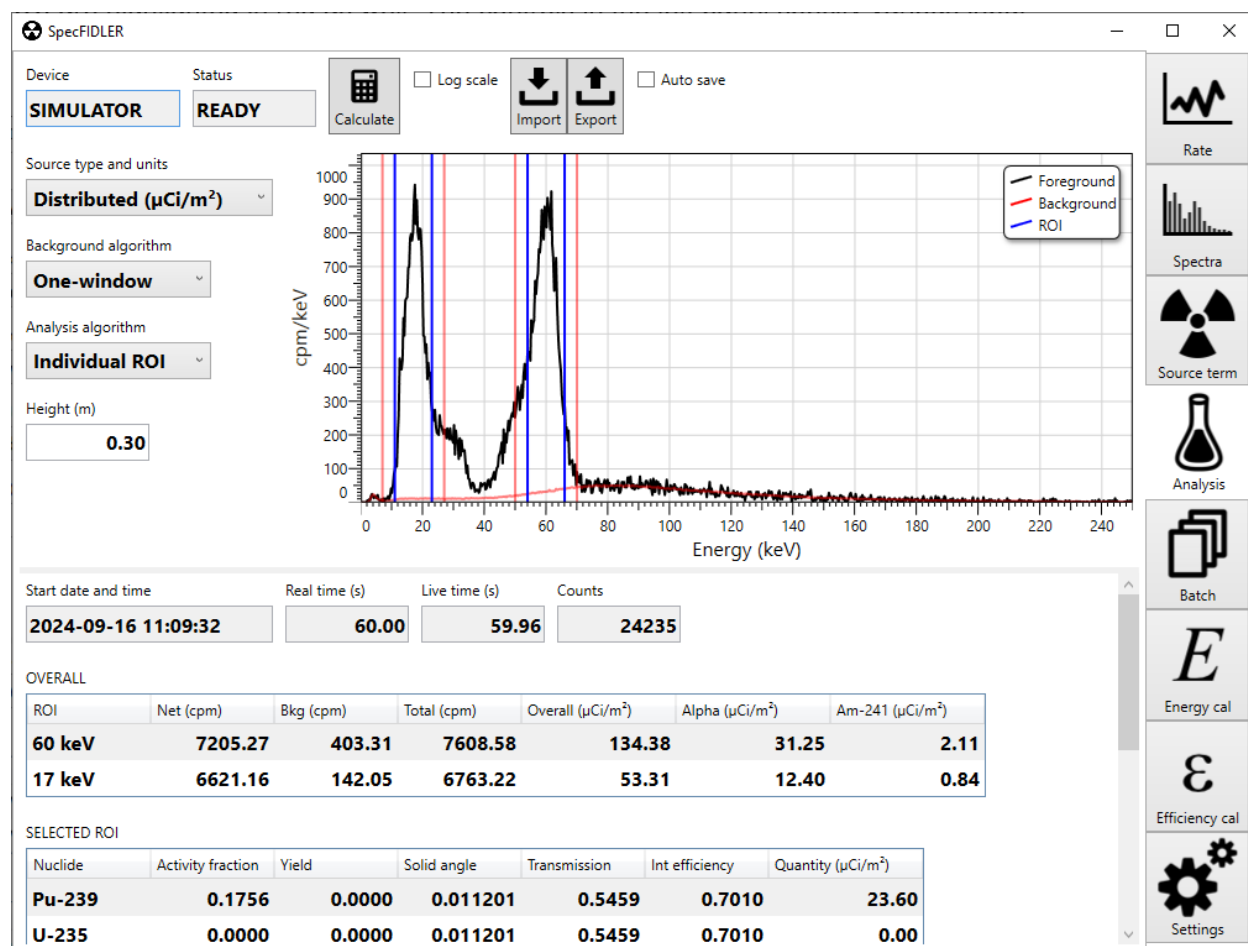 SpecFIDLER
Device Status
SIMULATOR READY
Calculate
Log scale
Import Export
Auto save
Source type and units
Distributed (µCi/m²)
Background algorithm
One-window
Analysis algorithm
Individual ROI
Height (m)
0.30
cpm/keV
1000
900
800
700
600
500
400
300
200
100
0
Foreground
Background
ROI
0 20 40 60 80 100 120 140 160 180 200 220 240
Energy (keV)
Start date and time Real time (s) Live time (s) Counts
2024-09-16 11:09:32 60.00 59.96 24235
OVERALL
ROI Net (cpm) Bkg (cpm) Total (cpm) Overall (µCi/m²) Alpha (µCi/m²) Am-241 (µCi/m²)
60 keV 7205.27 403.31 7608.58 134.38 31.25 2.11
17 keV 6621.16 142.05 6763.22 53.31 12.40 0.84
SELECTED ROI
Nuclide Activity fraction Yield Solid angle Transmission Int efficiency Quantity (µCi/m²)
Pu-239 0.1756 0.0000 0.011201 0.5459 0.7010 23.60
U-235 0.0000 0.0000 0.011201 0.5459 0.7010 0.00
Rate
Spectra
Source term
Analysis
Batch
E
Energy cal
ε
Efficiency cal
Settings